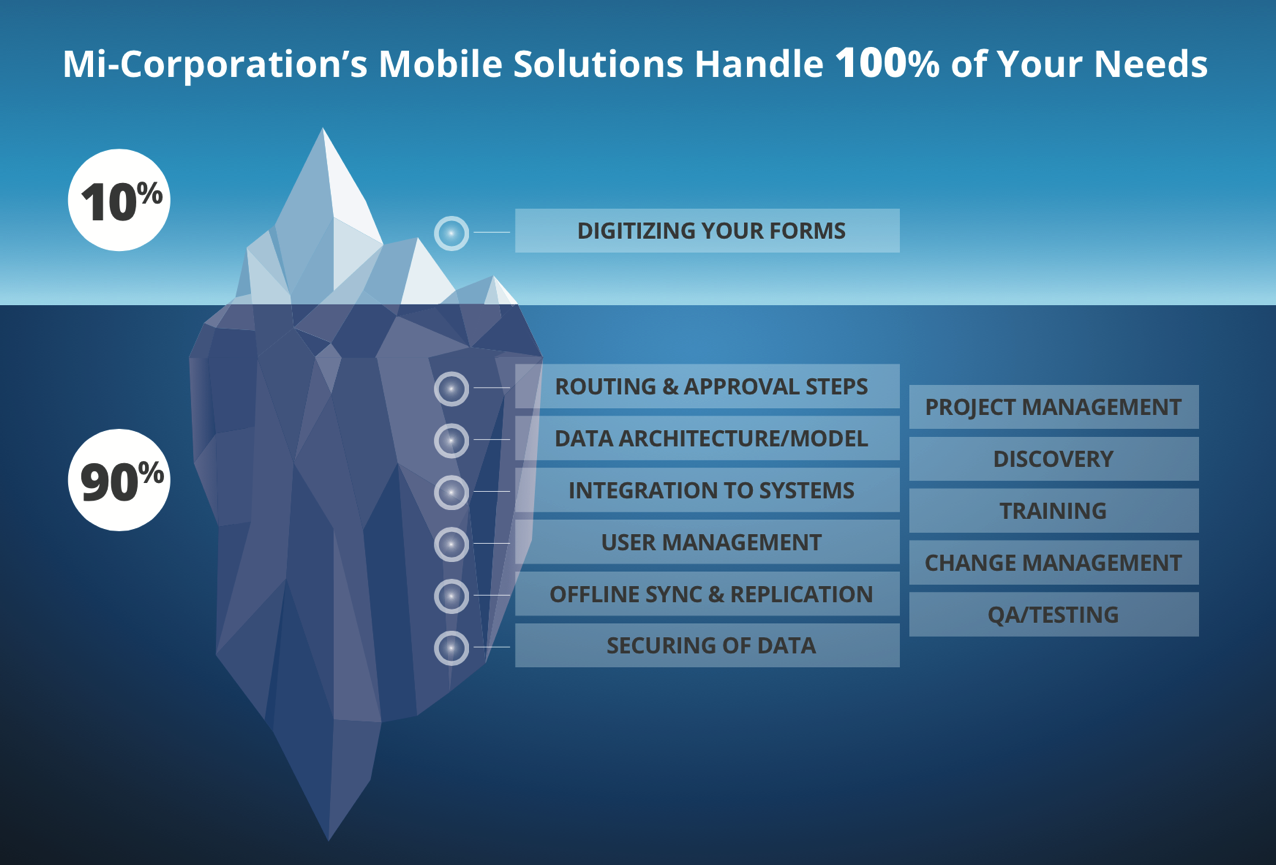 Mi-Corporation’s Mobile Solutions Handle 100% of Your Needs
10%
DIGITIZING YOUR FORMS
90%
ROUTING & APPROVAL STEPS
DATA ARCHITECTURE/MODEL
INTEGRATION TO SYSTEMS
USER MANAGEMENT
OFFLINE SYNC & REPLICATION
SECURING OF DATA
PROJECT MANAGEMENT
DISCOVERY
TRAINING
CHANGE MANAGEMENT
QA/TESTING